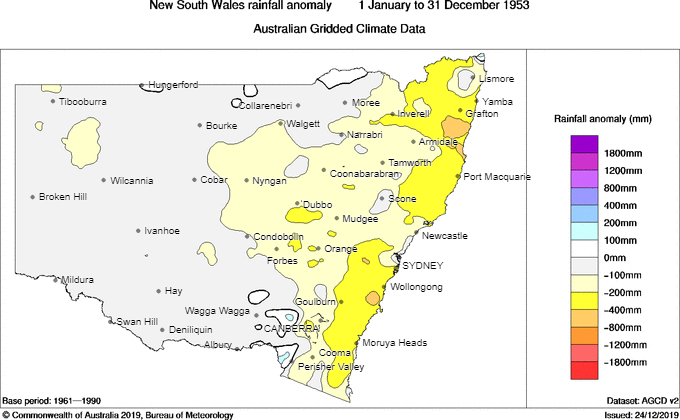 New South Wales rainfall anomaly 1 January to 31 December 1953
Australian Gridded Climate Data
Hungerford
Lismore
Tibooburra
Collarenebri
Moree
Yamba
Inverell
Grafton
Bourke
Walgett
Narrabri
Armidale
Tamworth
Coonabarabran
Port Macquarie
Wilcannia
Cobar
Nyngan
Broken Hill
Scone
Dubbo
Mudgee
Ivanhoe
Condobolin
Newcastle
Orange
Forbes
SYDNEY
Mildura
Wollongong
Hay
Goulburn
Wagga Wagga
Swan Hill
Deniliquin
CANBERRA
Albury
Moruya Heads
Cooma
Perisher Valley
Rainfall anomaly (mm)
1800mm
1200mm
800mm
400mm
200mm
100mm
0mm
−100mm
−200mm
−400mm
−800mm
−1200mm
−1800mm
Base period: 1961—1990
Dataset: AGCD v2
© Commonwealth of Australia 2019, Bureau of Meteorology
Issued: 24/12/2019